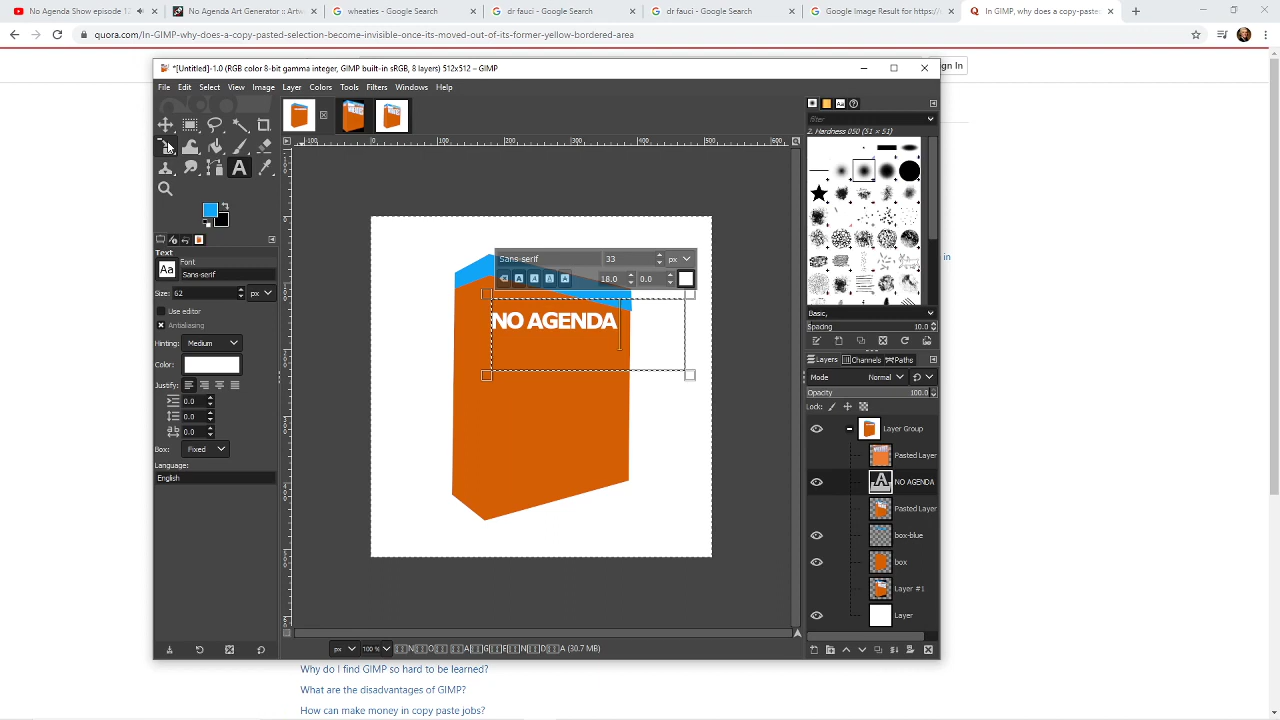 No Agenda Show episode 12
No Agenda Art Generator :: Artw
wheaties - Google Search
dr fauci - Google Search
dr fauci - Google Search
Google Image Result for https://
In GIMP, why does a copy-paste
quora.com/In-GIMP-why-does-a-copy-pasted-selection-become-invisible-once-its-moved-out-of-its-former-yellow-bordered-area
*[Untitled]-1.0 (RGB color 8-bit gamma integer, GIMP built-in sRGB, 8 layers) 512x512 – GIMP
gn In
File Edit Select View Image Layer Colors Tools Filters Windows Help
filter
2. Hardness 050 (51 × 51)
Text
Font
Aa Sans-serif
Size: 62 px
Use editor
Antialiasing
Hinting: Medium
Color:
Justify:
0.0
0.0
0.0
Box: Fixed
Language:
English
Sans-serif 33 px
18.0 0.0
NO AGENDA
in
Basic,
Spacing 10.0
Layers Channels Paths
Mode Normal
Opacity 100.0
Lock:
Layer Group
Pasted Layer
NO AGENDA
Pasted Layer
box-blue
box
Layer #1
Layer
px 100 % N O A G E N D A (30.7 MB)
Why do I find GIMP so hard to be learned?
What are the disadvantages of GIMP?
How can make money in copy paste jobs?